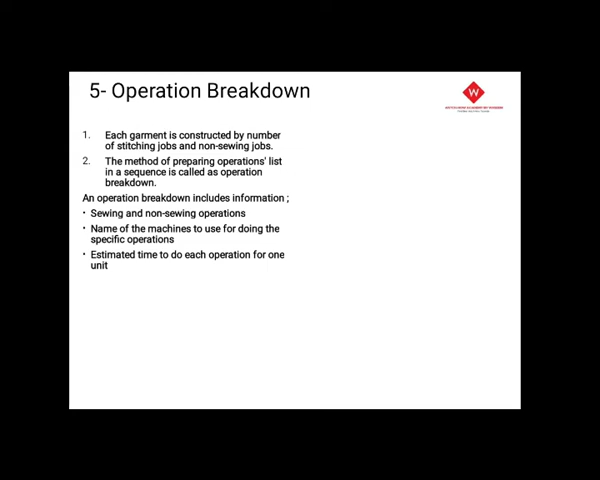 5- Operation Breakdown
W
1. Each garment is constructed by number
of stitching jobs and non-sewing jobs.
2. The method of preparing operations' list
in a sequence is called as operation
breakdown.
An operation breakdown includes information ;
• Sewing and non-sewing operations
• Name of the machines to use for doing the
specific operations
• Estimated time to do each operation for one
unit